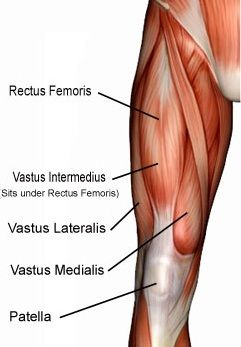 Rectus Femoris
Vastus Intermedius
(Sits under Rectus Femoris)
Vastus Lateralis
Vastus Medialis
Patella